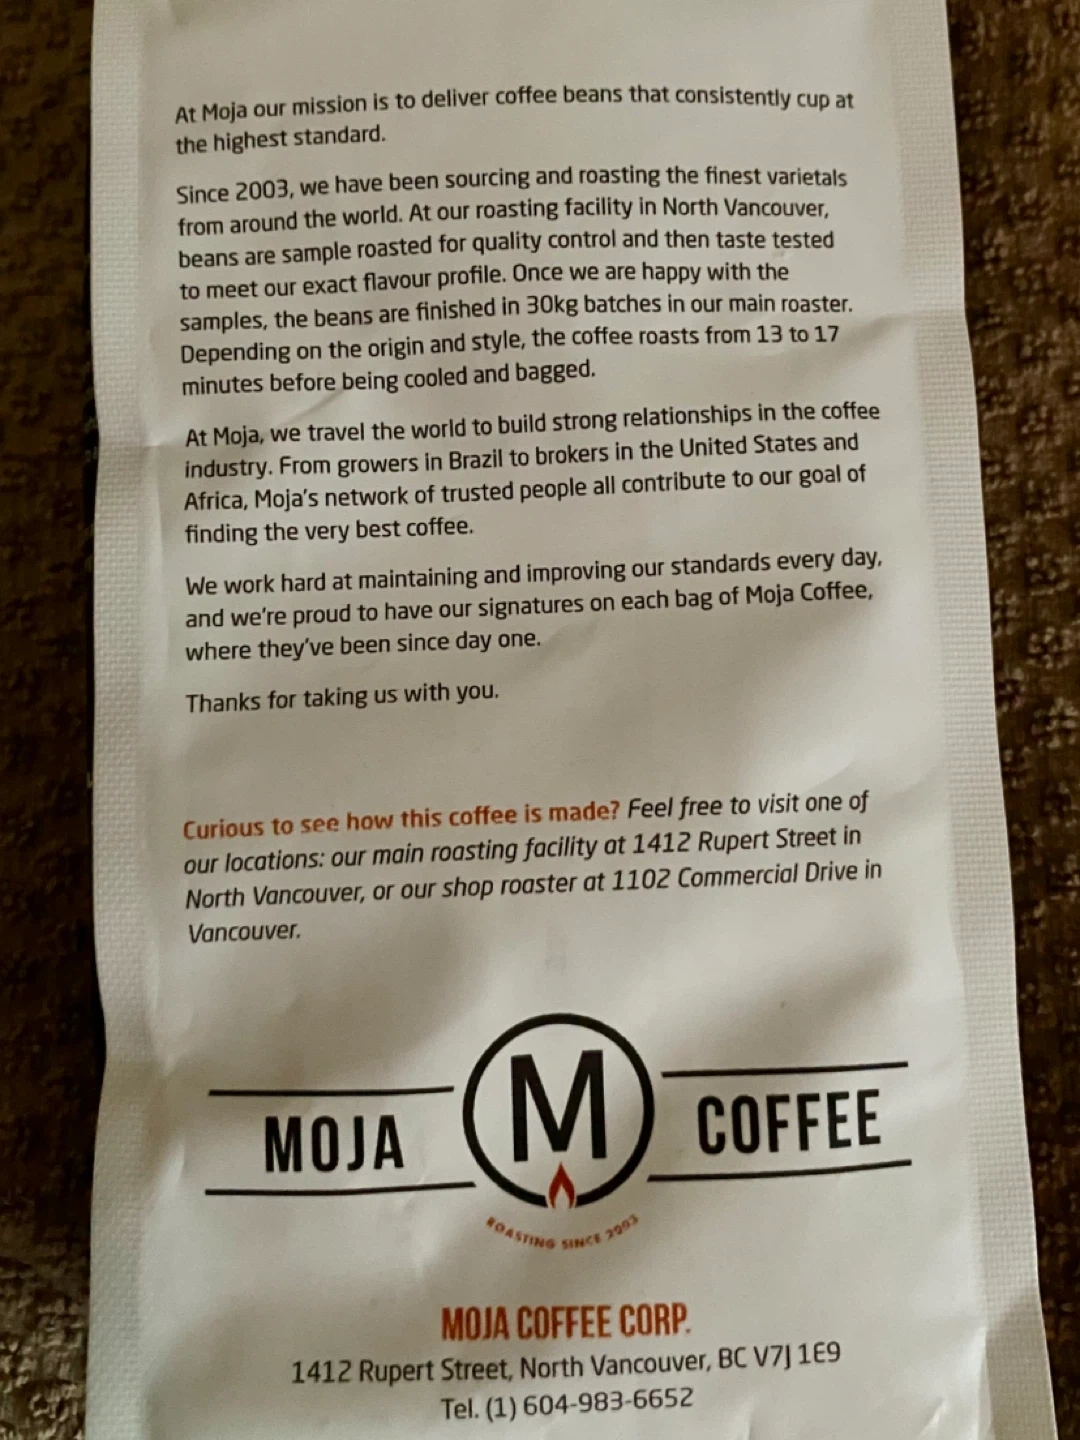 At Moja our mission is to deliver coffee beans that consistently cup at
the highest standard.
Since 2003, we have been sourcing and roasting the finest varietals
from around the world. At our roasting facility in North Vancouver,
beans are sample roasted for quality control and then taste tested
to meet our exact flavour profile. Once we are happy with the
samples, the beans are finished in 30kg batches in our main roaster.
Depending on the origin and style, the coffee roasts from 13 to 17
minutes before being cooled and bagged.
At Moja, we travel the world to build strong relationships in the coffee
industry. From growers in Brazil to brokers in the United States and
Africa, Moja's network of trusted people all contribute to our goal of
finding the very best coffee.
We work hard at maintaining and improving our standards every day,
and we're proud to have our signatures on each bag of Moja Coffee,
where they've been since day one.
Thanks for taking us with you.
Curious to see how this coffee is made? Feel free to visit one of
our locations: our main roasting facility at 1412 Rupert Street in
North Vancouver, or our shop roaster at 1102 Commercial Drive in
Vancouver.
MOJA M COFFEE
ROASTING SINCE 2003
MOJA COFFEE CORP.
1412 Rupert Street, North Vancouver, BC V7J 1E9
Tel. (1) 604-983-6652